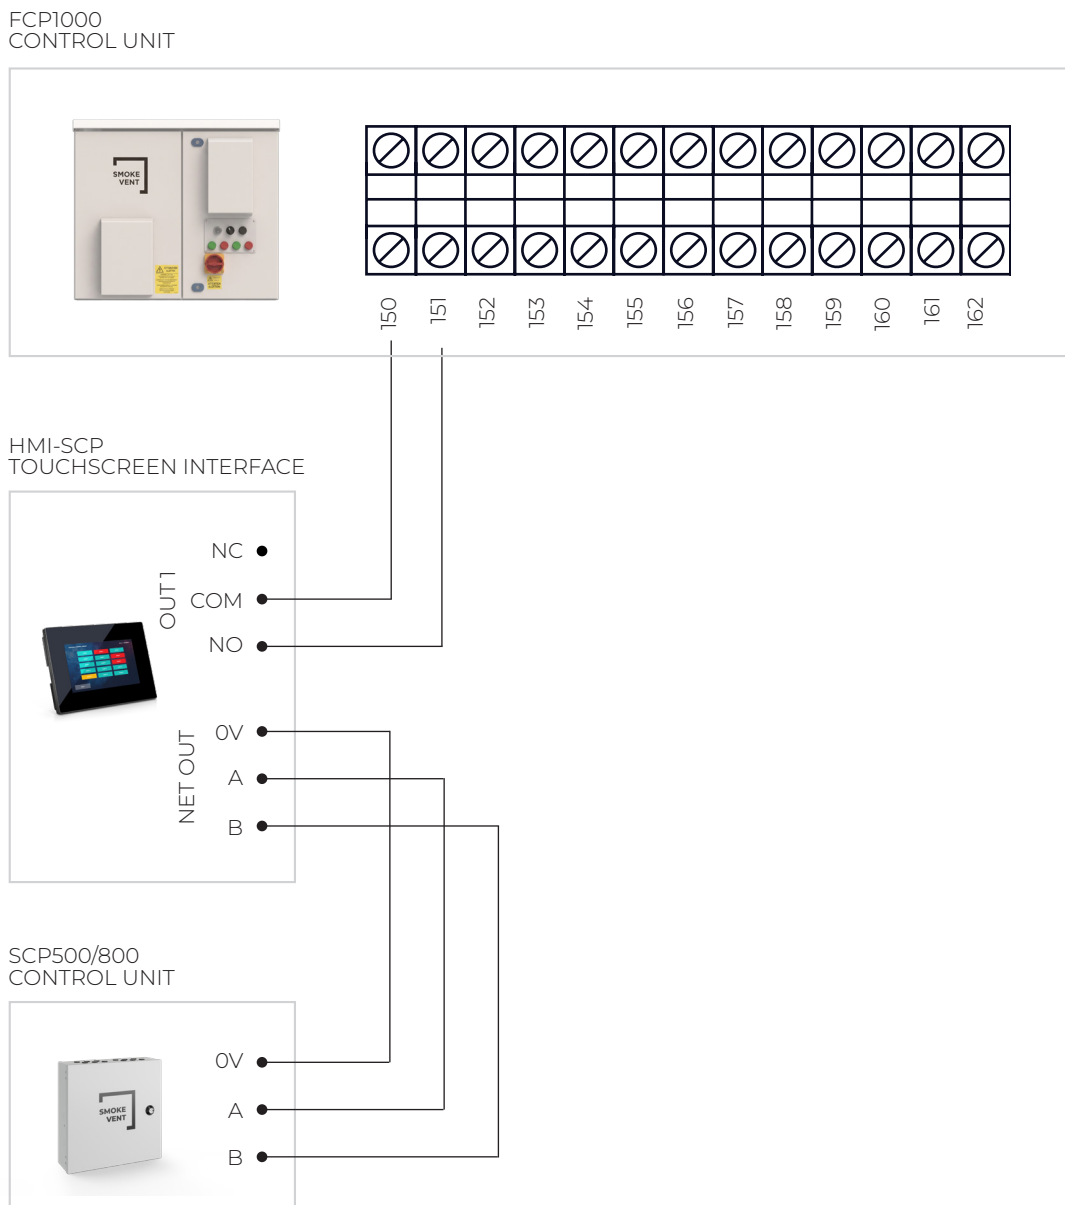 FCP1000
CONTROL UNIT
SMOKE
VENT
150 151 152 153 154 155 156 157 158 159 160 161 162
HMI-SCP
TOUCHSCREEN INTERFACE
OUT 1
NC
COM
NO
NET OUT
0V
A
B
SCP500/800
CONTROL UNIT
SMOKE
VENT
0V
A
B